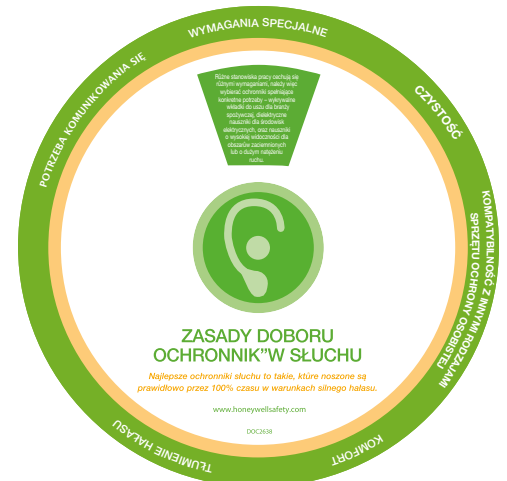 WYMAGANIA SPECJALNE
CZYSTOŚĆ
KOMPATYBILNOŚĆ Z INNYMI RODZAJAMI
SPRZĘTU OCHRONY OSOBISTEJ
KOMFORT
TŁUMIENIE HAŁASU
POTRZEBA KOMUNIKOWANIA SIĘ
Różne stanowiska pracy cechują się
różnymi wymaganiami, należy więc
wybierać ochronniki spełniające
konkretne potrzeby – wykrywalne
wkładki do uszu dla branży
spożywczej, dielektryczne
nauszniki dla środowisk
elektrycznych, oraz nauszniki
o wysokiej widoczności dla
obszarów zaciemnionych
lub o dużym natężeniu
ruchu.
ZASADY DOBORU
OCHRONNIK”W SŁUCHU
Najlepsze ochronniki słuchu to takie, które noszone są
prawidłowo przez 100% czasu w warunkach silnego hałasu.
www.honeywellsafety.com
DOC2638